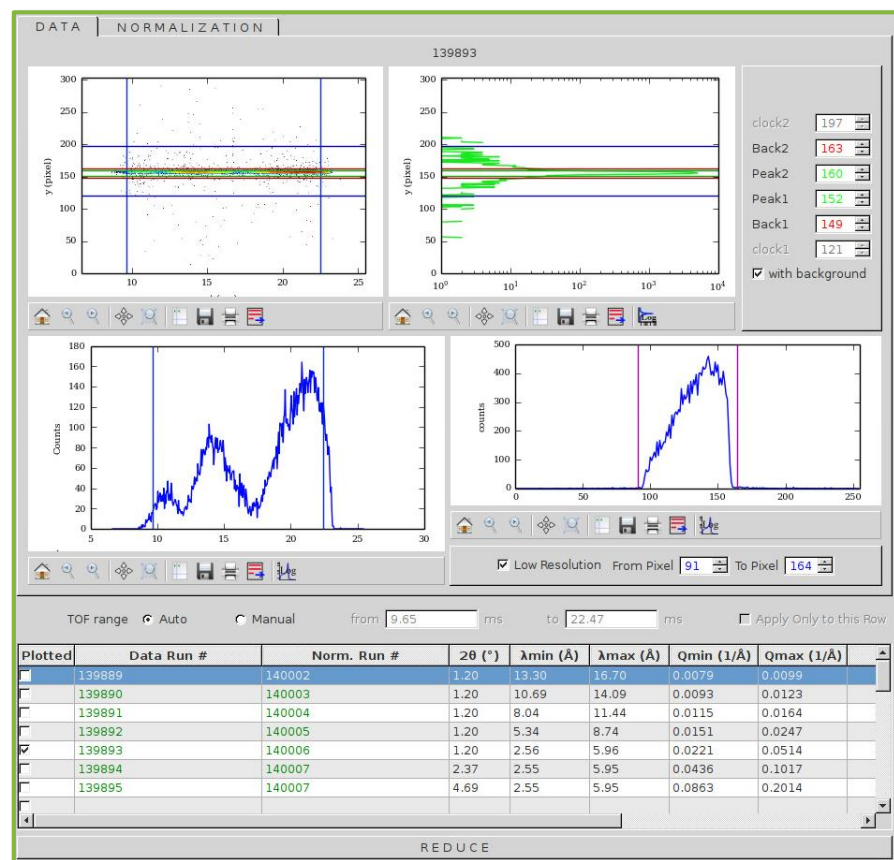 DATA NORMALIZATION
139893
300
250
200
150
100
50
0
y (pixel)
10 15 20 25
300
250
200
150
100
50
0
y (pixel)
10⁰ 10¹ 10² 10³ 10⁴
clock2 197
Back2 163
Peak2 160
Peak1 152
Back1 149
clock1 121
with background
Log
180
160
140
120
100
80
60
40
20
0
Counts
5 10 15 20 25 30
Log
500
400
300
200
100
0
counts
0 50 100 150 200 250
Log
Low Resolution From Pixel 91 To Pixel 164
TOF range Auto Manual from 9.65 ms to 22.47 ms Apply Only to this Row
Plotted Data Run # Norm. Run # 2θ (°) λmin (Å) λmax (Å) Qmin (1/Å) Qmax (1/Å)
139889 140002 1.20 13.30 16.70 0.0079 0.0099
139890 140003 1.20 10.69 14.09 0.0093 0.0123
139891 140004 1.20 8.04 11.44 0.0115 0.0164
139892 140005 1.20 5.34 8.74 0.0151 0.0247
139893 140006 1.20 2.56 5.96 0.0221 0.0514
139894 140007 2.37 2.55 5.95 0.0436 0.1017
139895 140007 4.69 2.55 5.95 0.0863 0.2014
REDUCE